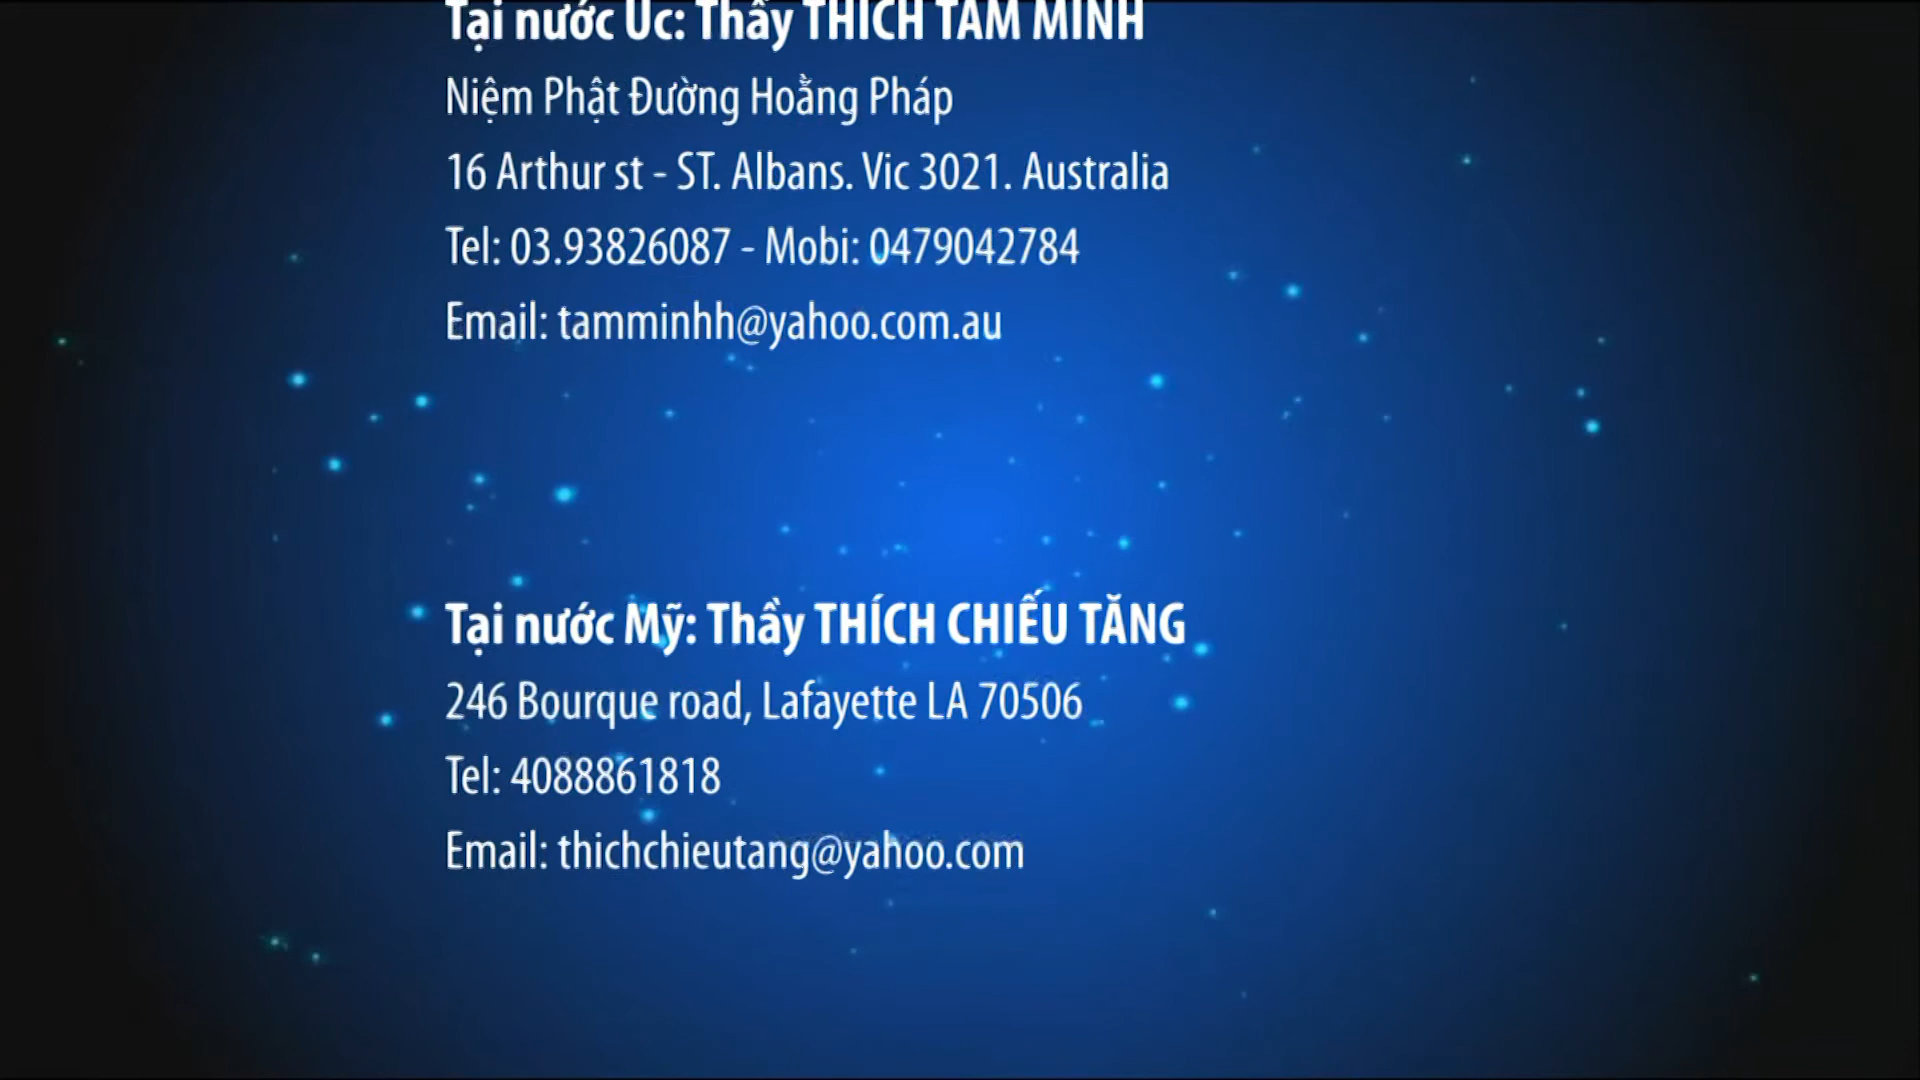 Tại nước Úc: Thầy THÍCH TÂM MINH
Niệm Phật Đường Hoằng Pháp
16 Arthur st - ST. Albans. Vic 3021. Australia
Tel: 03.93826087 - Mobi: 0479042784
Email: tamminhh@yahoo.com.au
Tại nước Mỹ: Thầy THÍCH CHIẾU TĂNG
246 Bourque road, Lafayette LA 70506
Tel: 4088861818
Email: thichchieutang@yahoo.com